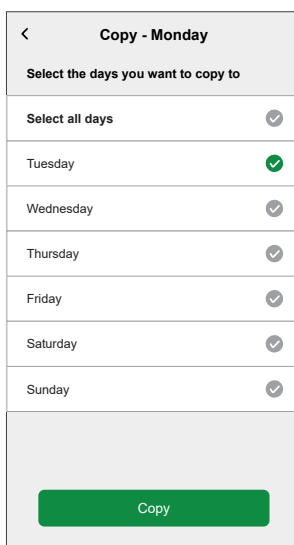 Copy - Monday
Select the days you want to copy to
Select all days
Tuesday
Wednesday
Thursday
Friday
Saturday
Sunday
Copy